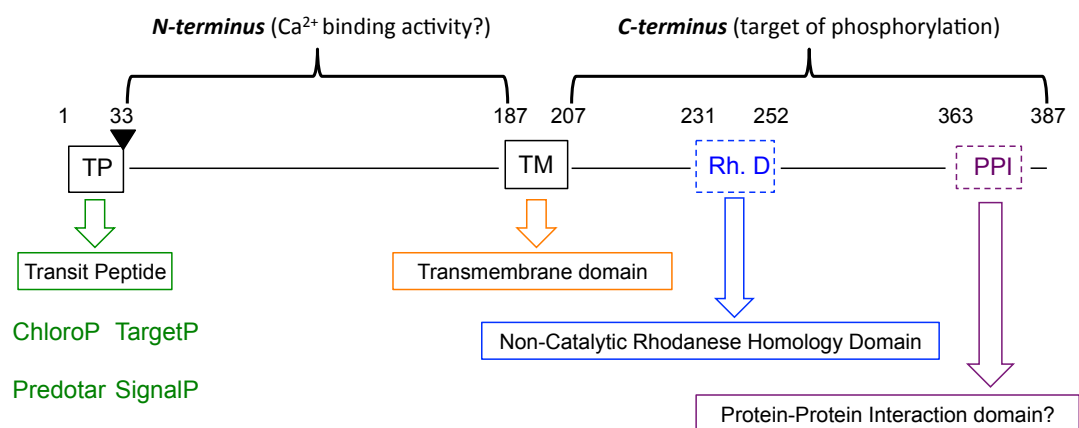 N-terminus (Ca²⁺ binding activity?) C-terminus (target of phosphorylation)
1 33 187 207 231 252 363 387
TP TM Rh. D PPI
Transit Peptide Transmembrane domain
ChloroP TargetP
Non-Catalytic Rhodanese Homology Domain
Predotar SignalP
Protein-Protein Interaction domain?